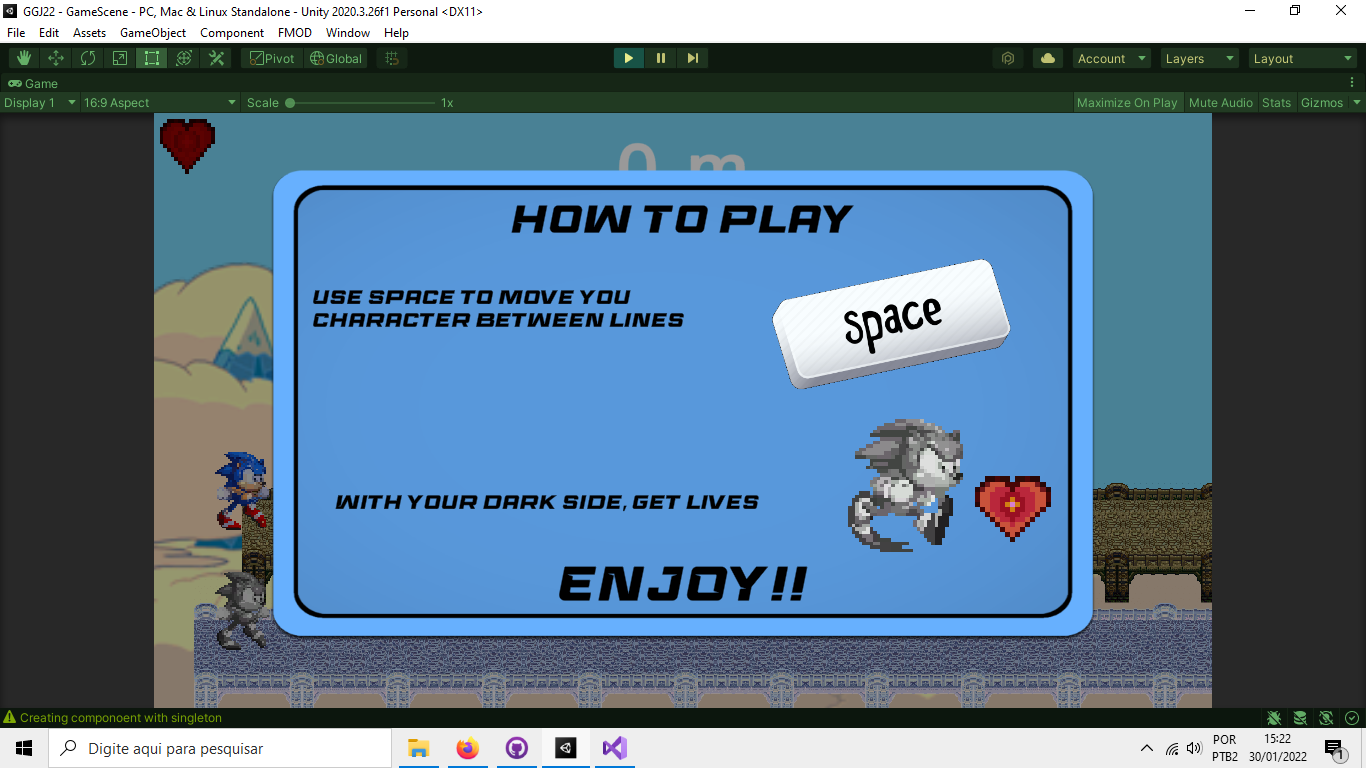 GGJ22 - GameScene - PC, Mac & Linux Standalone - Unity 2020.3.26f1 Personal <DX11>
File Edit Assets GameObject Component FMOD Window Help
Pivot Global Account Layers Layout
Game
Display 1 16:9 Aspect Scale 1x Maximize On Play Mute Audio Stats Gizmos
0 m
HOW TO PLAY
USE SPACE TO MOVE YOU
CHARACTER BETWEEN LINES
space
WITH YOUR DARK SIDE, GET LIVES
ENJOY!!
Creating componoent with singleton
Digite aqui para pesquisar
POR 15:22
PTB2 30/01/2022 1